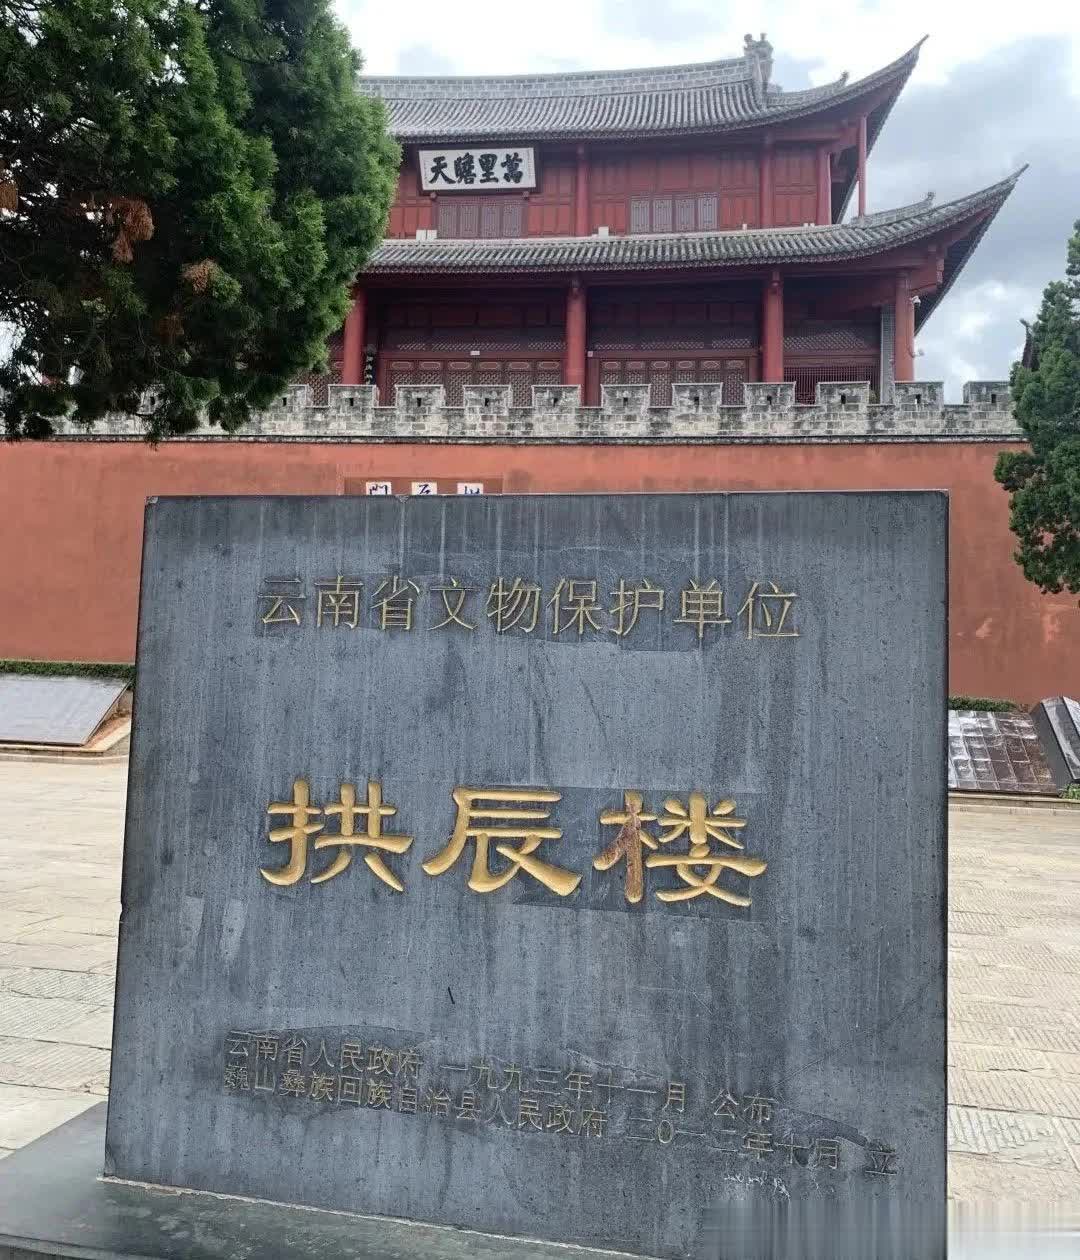 萬里瞻天
云南省文物保护单位
拱辰楼
云南省人民政府 一九九三年十一月 公布
巍山彝族回族自治县人民政府 二〇一二年十月 立